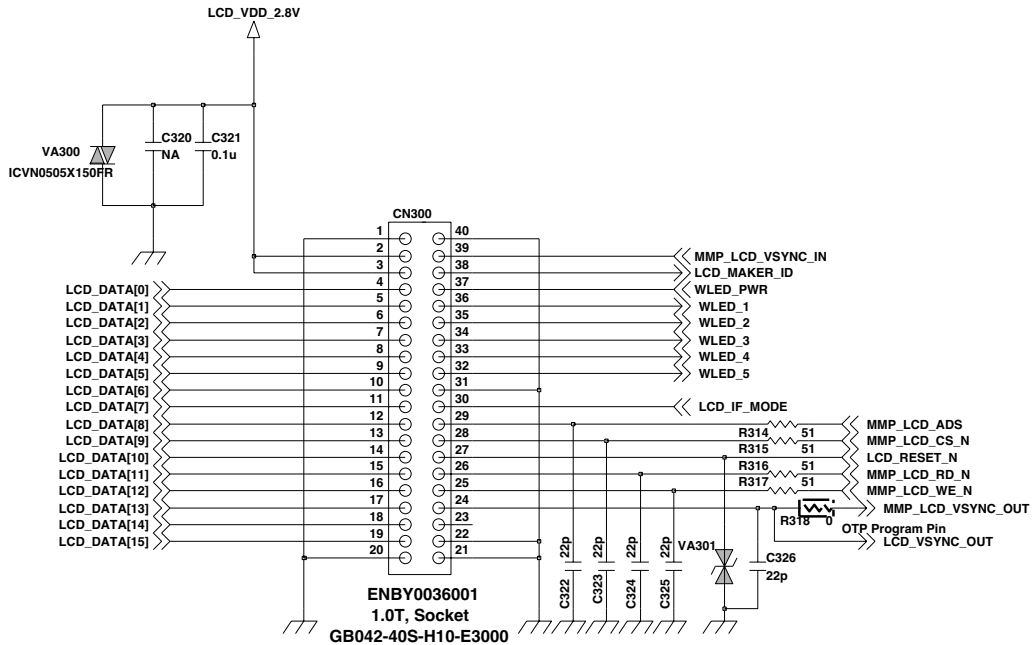 LCD_VDD_2.8V
VA300
ICVN0505X150FR
C320
NA
C321
0.1u
CN300
1 40
2 39 MMP_LCD_VSYNC_IN
3 38 LCD_MAKER_ID
LCD_DATA[0] 4 37 WLED_PWR
LCD_DATA[1] 5 36 WLED_1
LCD_DATA[2] 6 35 WLED_2
LCD_DATA[3] 7 34 WLED_3
LCD_DATA[4] 8 33 WLED_4
LCD_DATA[5] 9 32 WLED_5
LCD_DATA[6] 10 31
LCD_DATA[7] 11 30 LCD_IF_MODE
LCD_DATA[8] 12 29 MMP_LCD_ADS
R314 51
LCD_DATA[9] 13 28 MMP_LCD_CS_N
R315 51
LCD_DATA[10] 14 27 LCD_RESET_N
R316 51
LCD_DATA[11] 15 26 MMP_LCD_RD_N
R317 51
LCD_DATA[12] 16 25 MMP_LCD_WE_N
LCD_DATA[13] 17 24 MMP_LCD_VSYNC_OUT
R318 0
LCD_DATA[14] 18 23
OTP Program Pin
LCD_DATA[15] 19 22 LCD_VSYNC_OUT
20 21
C322 22p
C323 22p
C324 22p
C325 22p
VA301
C326
22p
ENBY0036001
1.0T, Socket
GB042-40S-H10-E3000